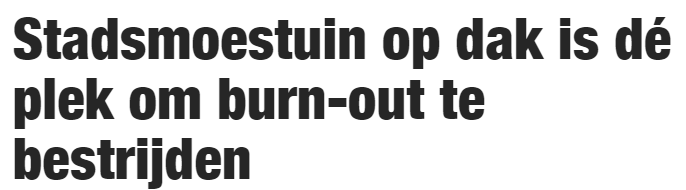 Stadsmoestuin op dak is dé
plek om burn-out te
bestrijden